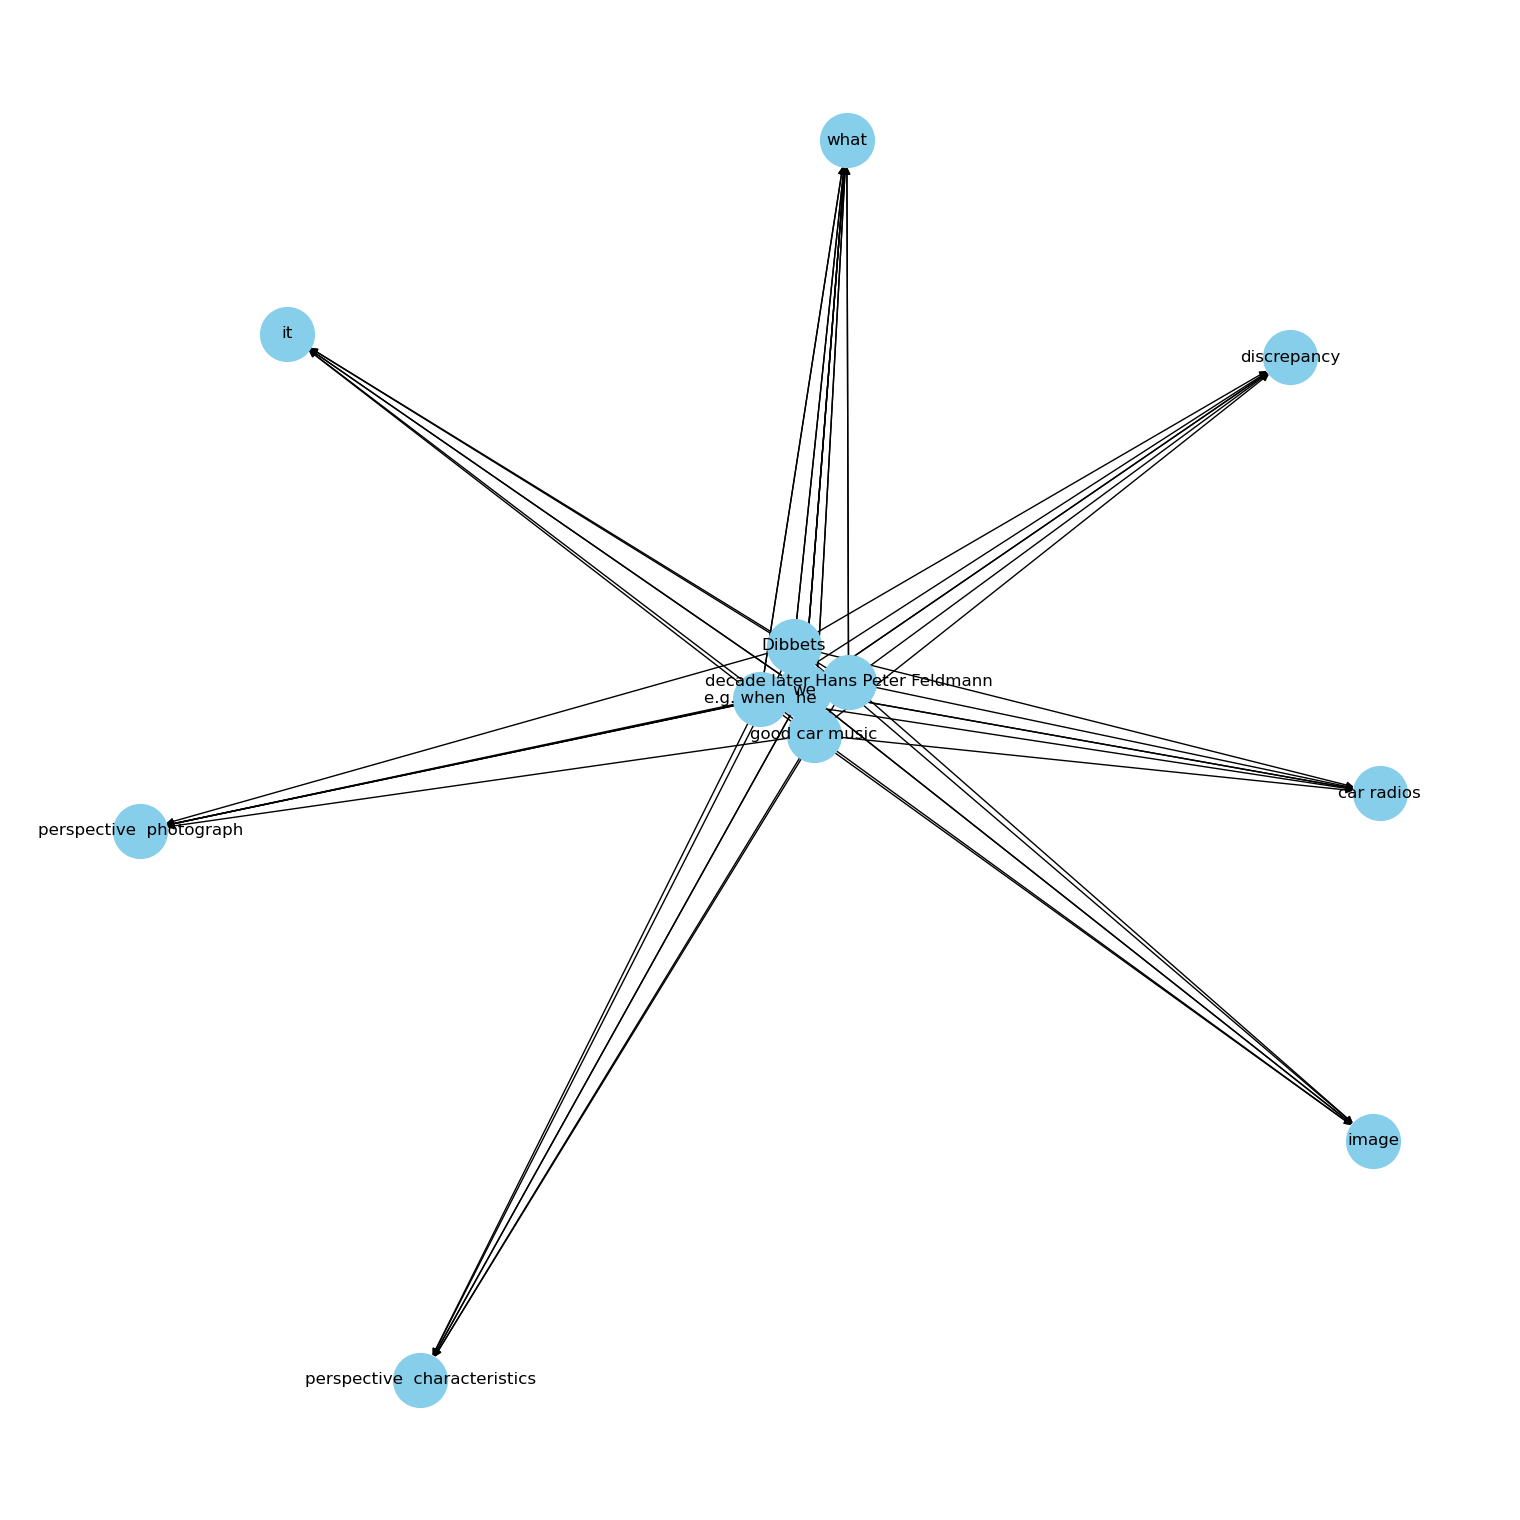 what
it
discrepancy
Dibbets
decade later Hans Peter Feldmann
we
e.g. when  he
good car music
car radios
perspective  photograph
image
perspective  characteristics